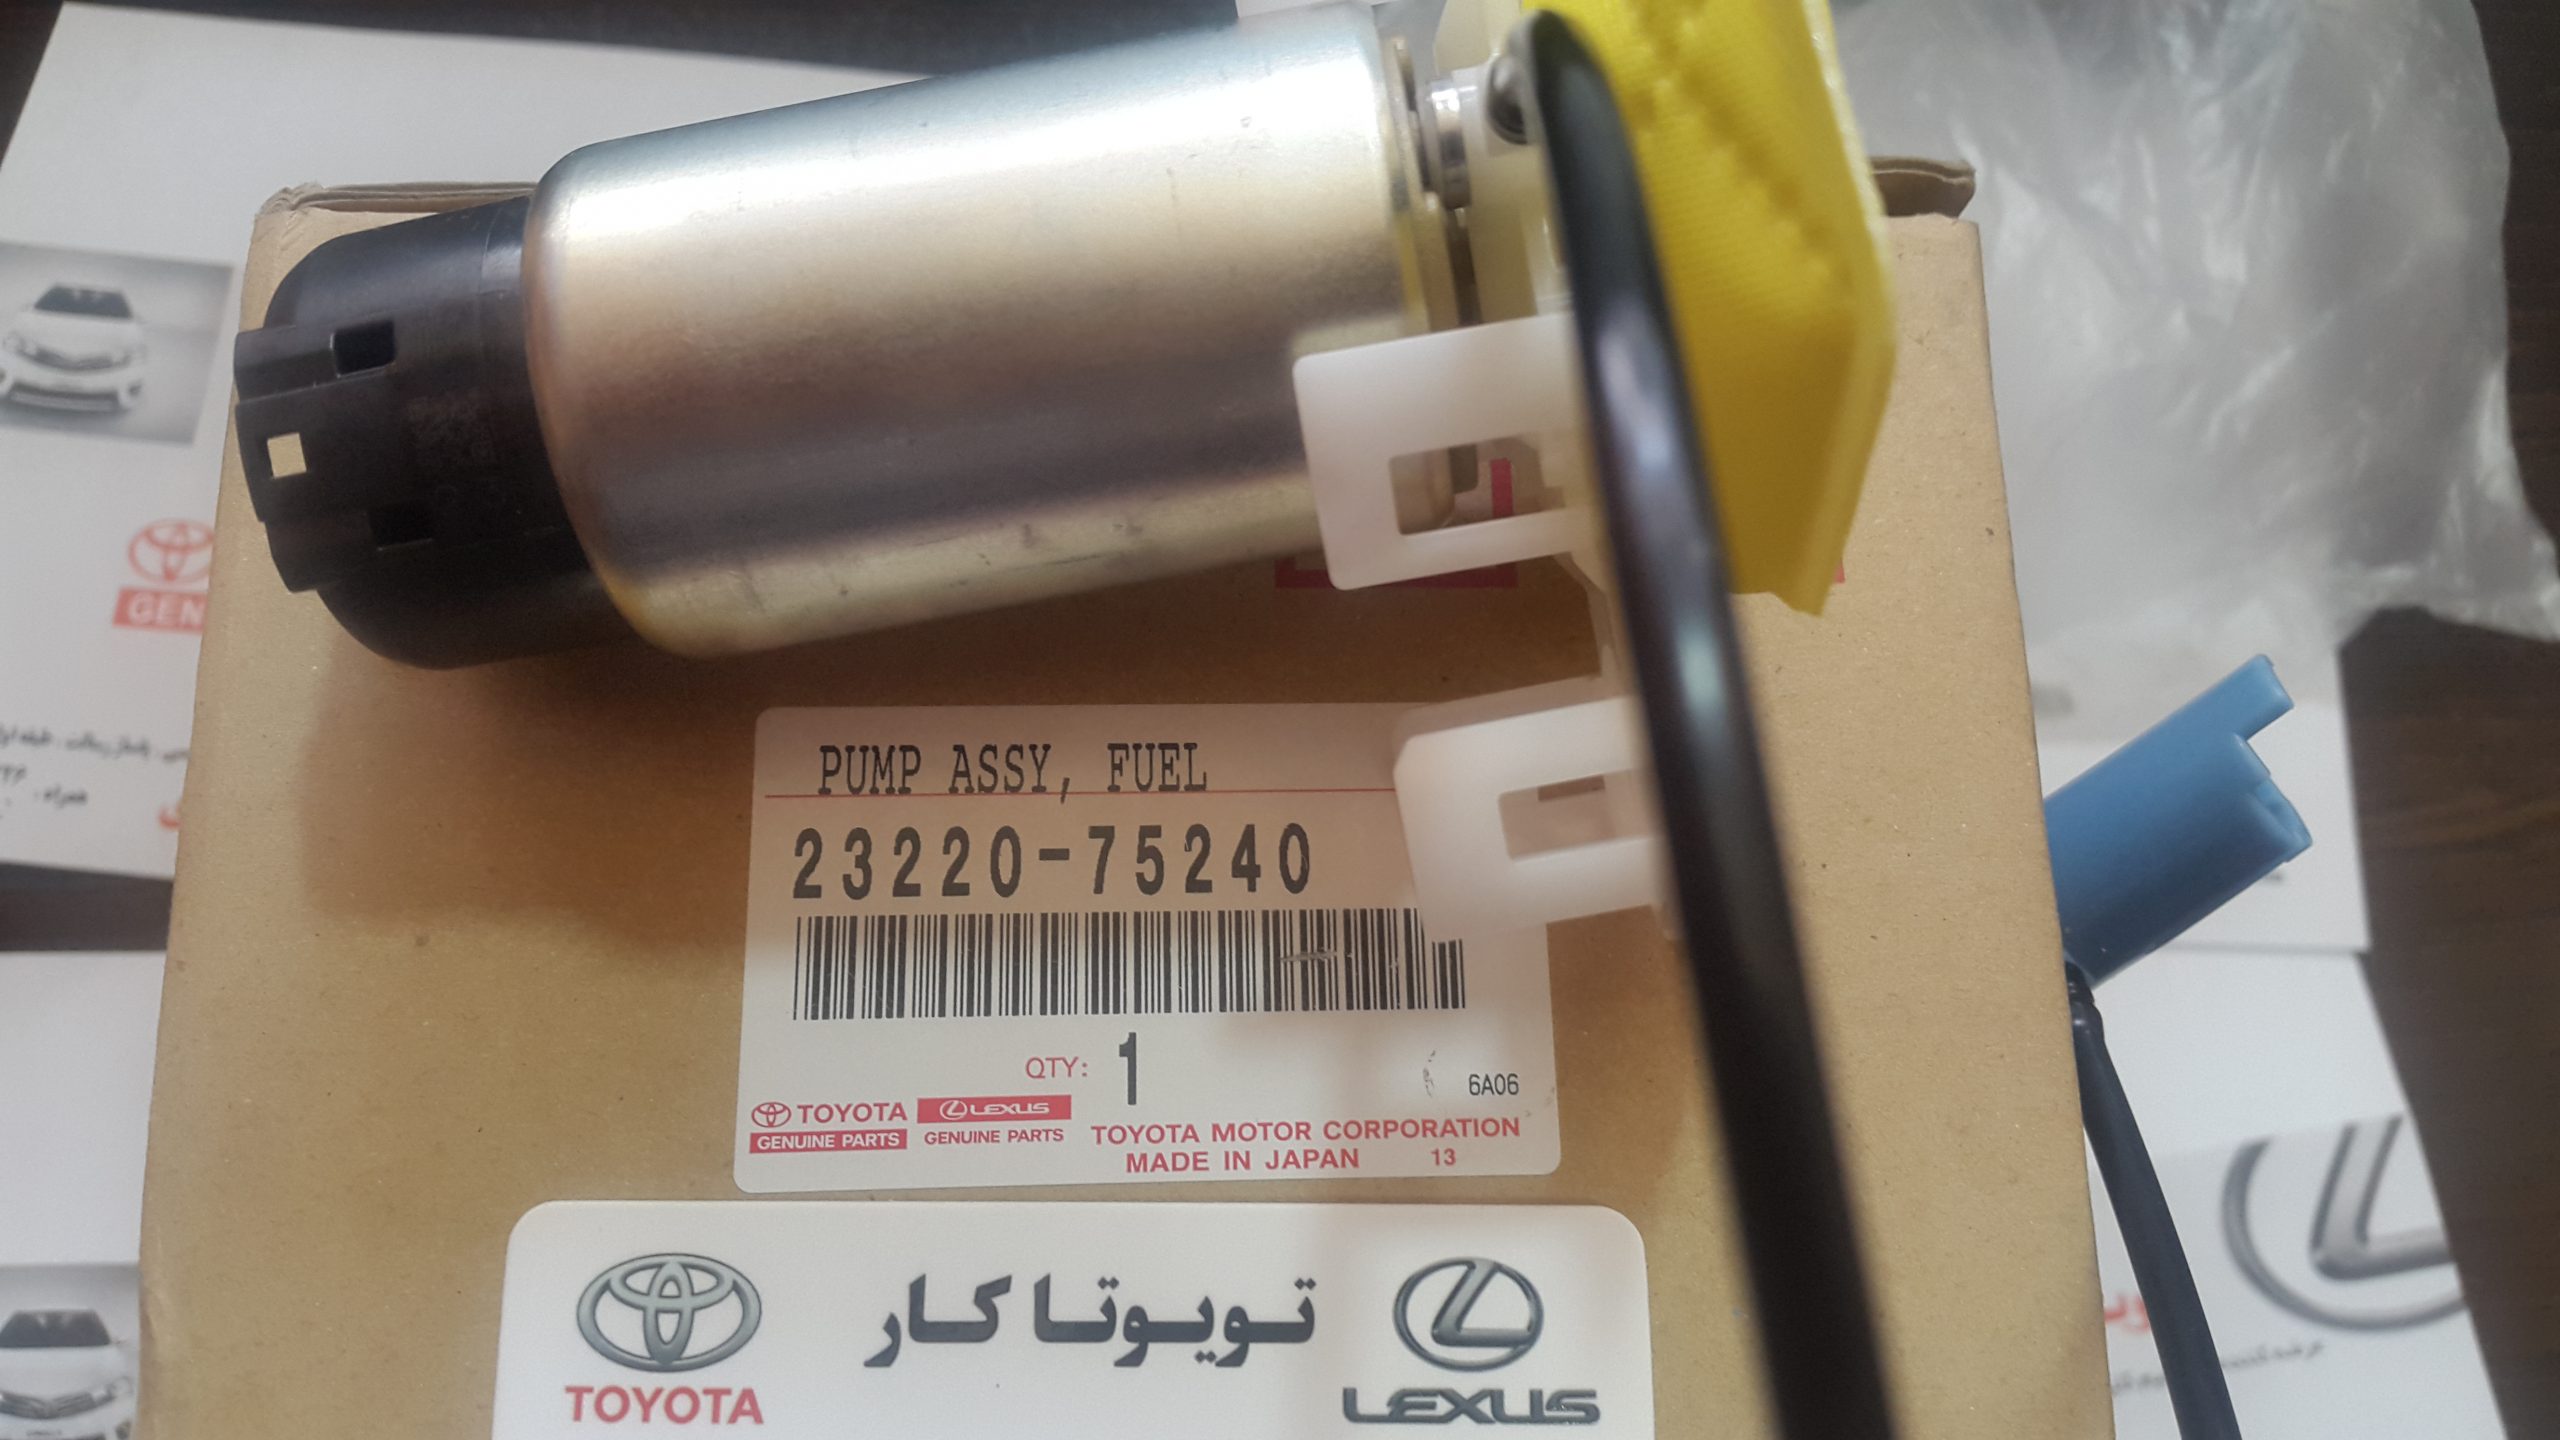 GEN
همراه:
PUMP ASSY, FUEL
23220-75240
QTY: 1
6A06
TOYOTA
GENUINE PARTS
LEXUS
GENUINE PARTS
TOYOTA MOTOR CORPORATION
MADE IN JAPAN 13
تویوتا کار
TOYOTA
LEXUS